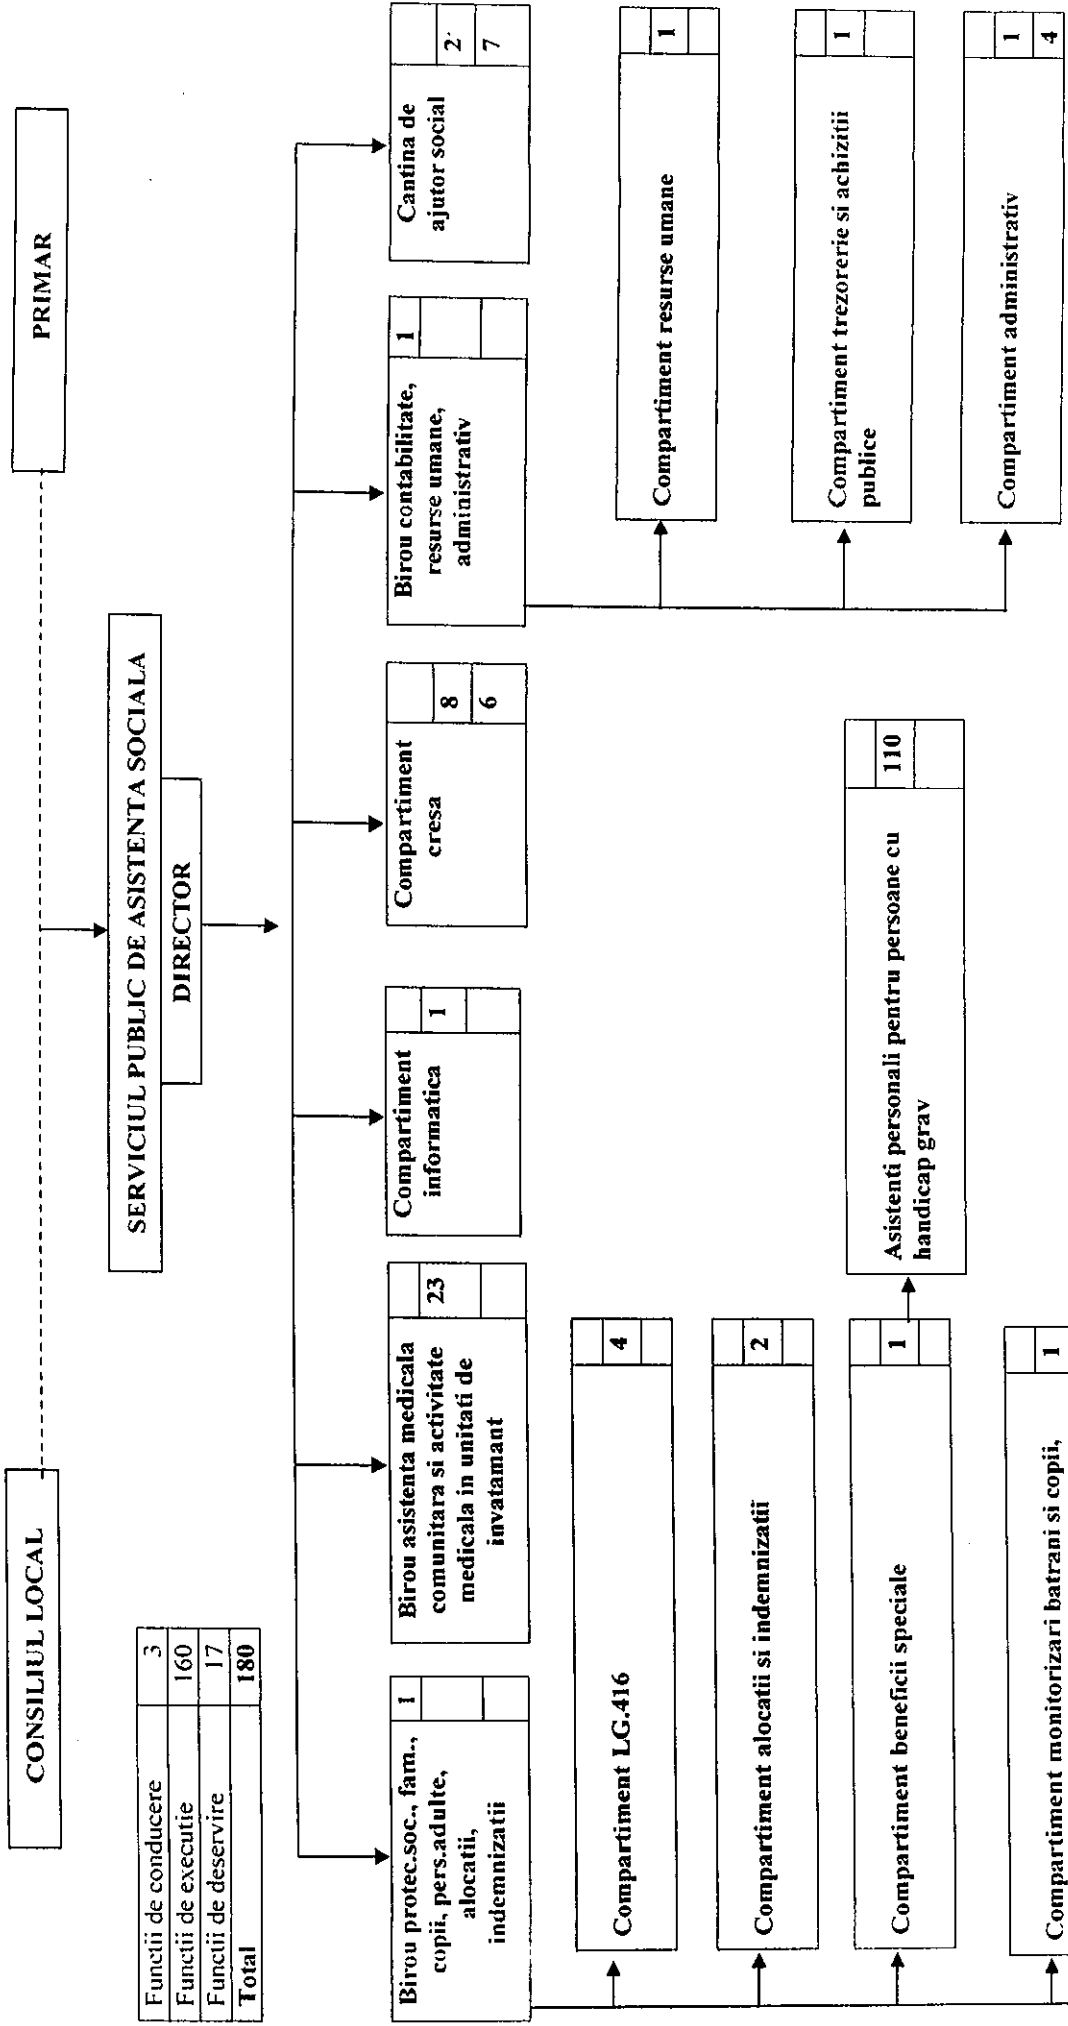 CONSILIUL LOCAL
PRIMAR
SERVICIUL PUBLIC DE ASISTENTA SOCIALA
DIRECTOR
Functii de conducere 3
Functii de executie 160
Functii de deservire 17
Total 180
Birou protec.soc., fam.,
copii, pers.adulte,
alocatii,
indemnizatii
1
Birou asistenta medicala
comunitara si activitate
medicala in unitati de
invatamant
23
Compartiment
informatica
1
Compartiment
cresa
8
6
Birou contabilitate,
resurse umane,
administrativ
1
Cantina de
ajutor social
2
7
Compartiment LG.416
4
Compartiment alocatii si indemnizatii
2
Compartiment beneficii speciale
1
Asistenti personali pentru persoane cu
handicap grav
110
Compartiment monitorizari batrani si copii,
1
Compartiment resurse umane
1
Compartiment trezorerie si achizitii
publice
1
Compartiment administrativ
1
4